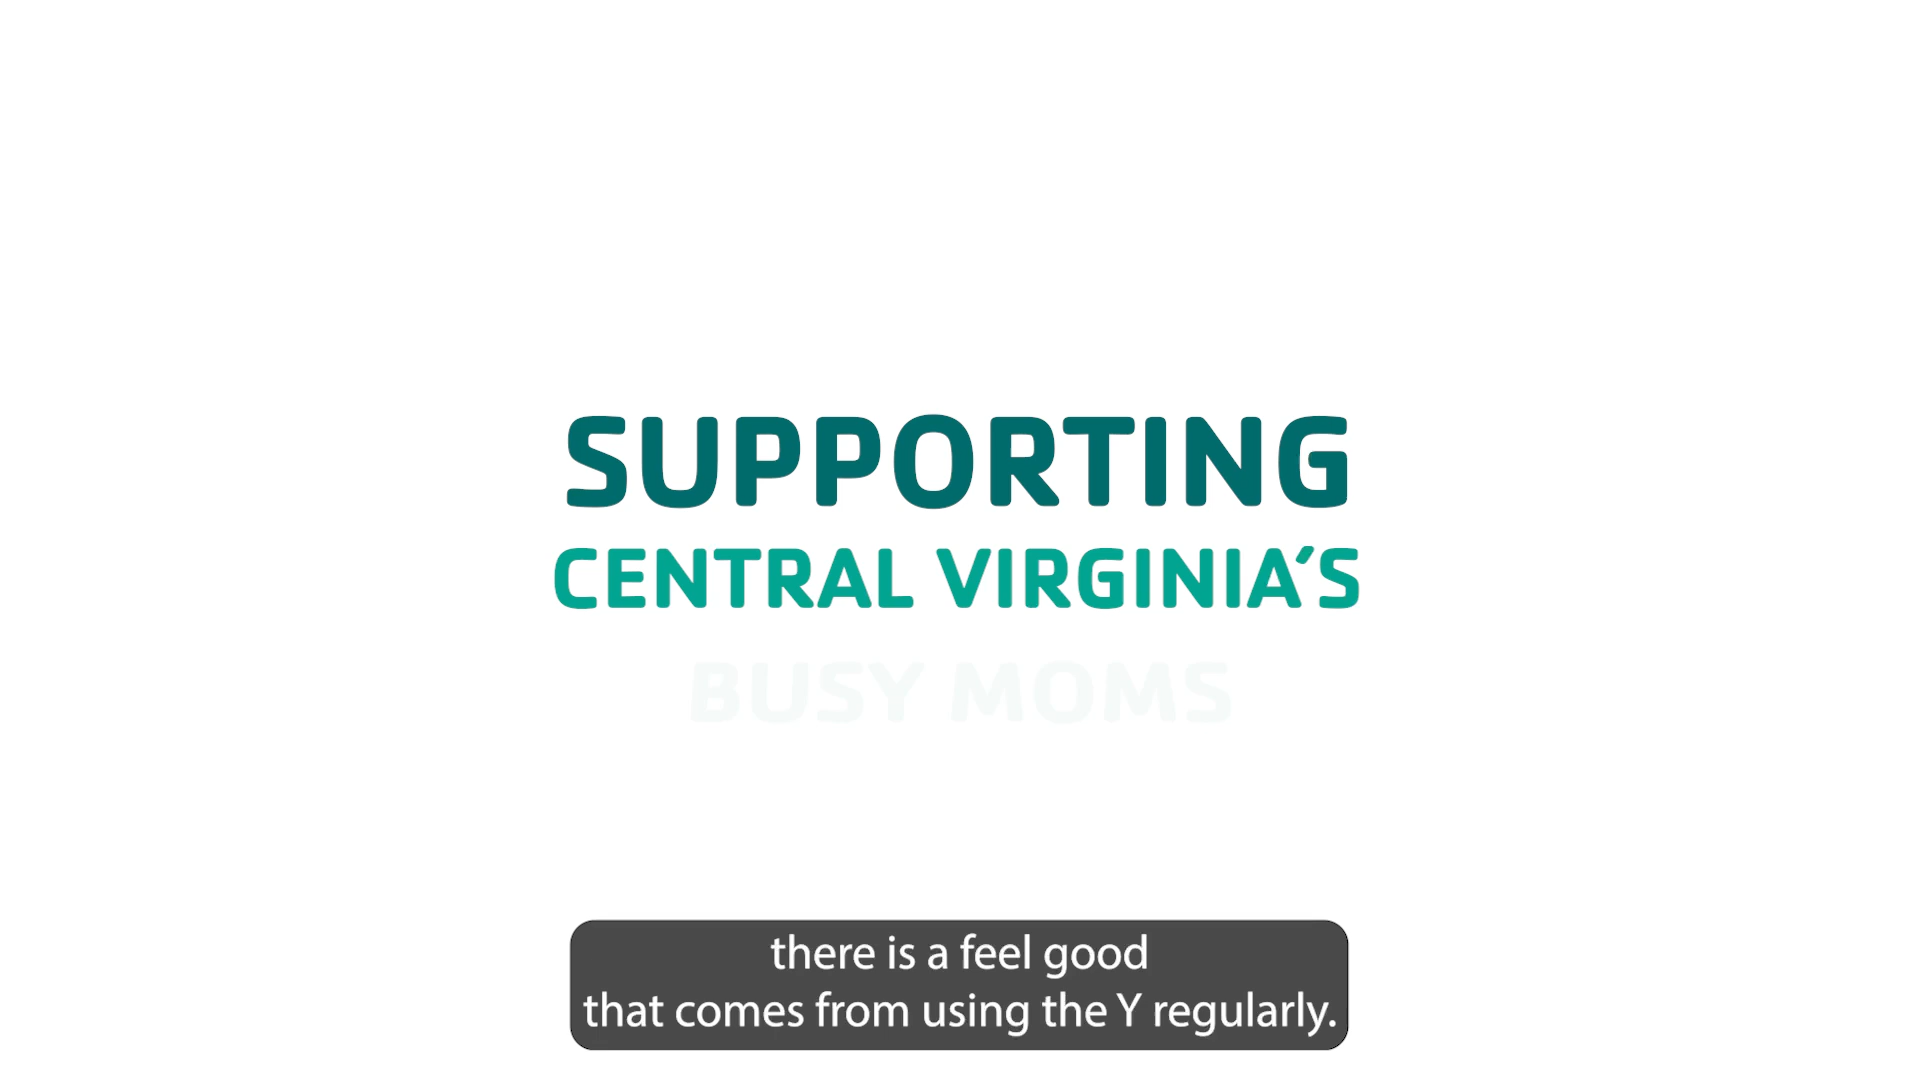 SUPPORTING
CENTRAL VIRGINIA'S
BUSY MOMS
there is a feel good
that comes from using the Y regularly.